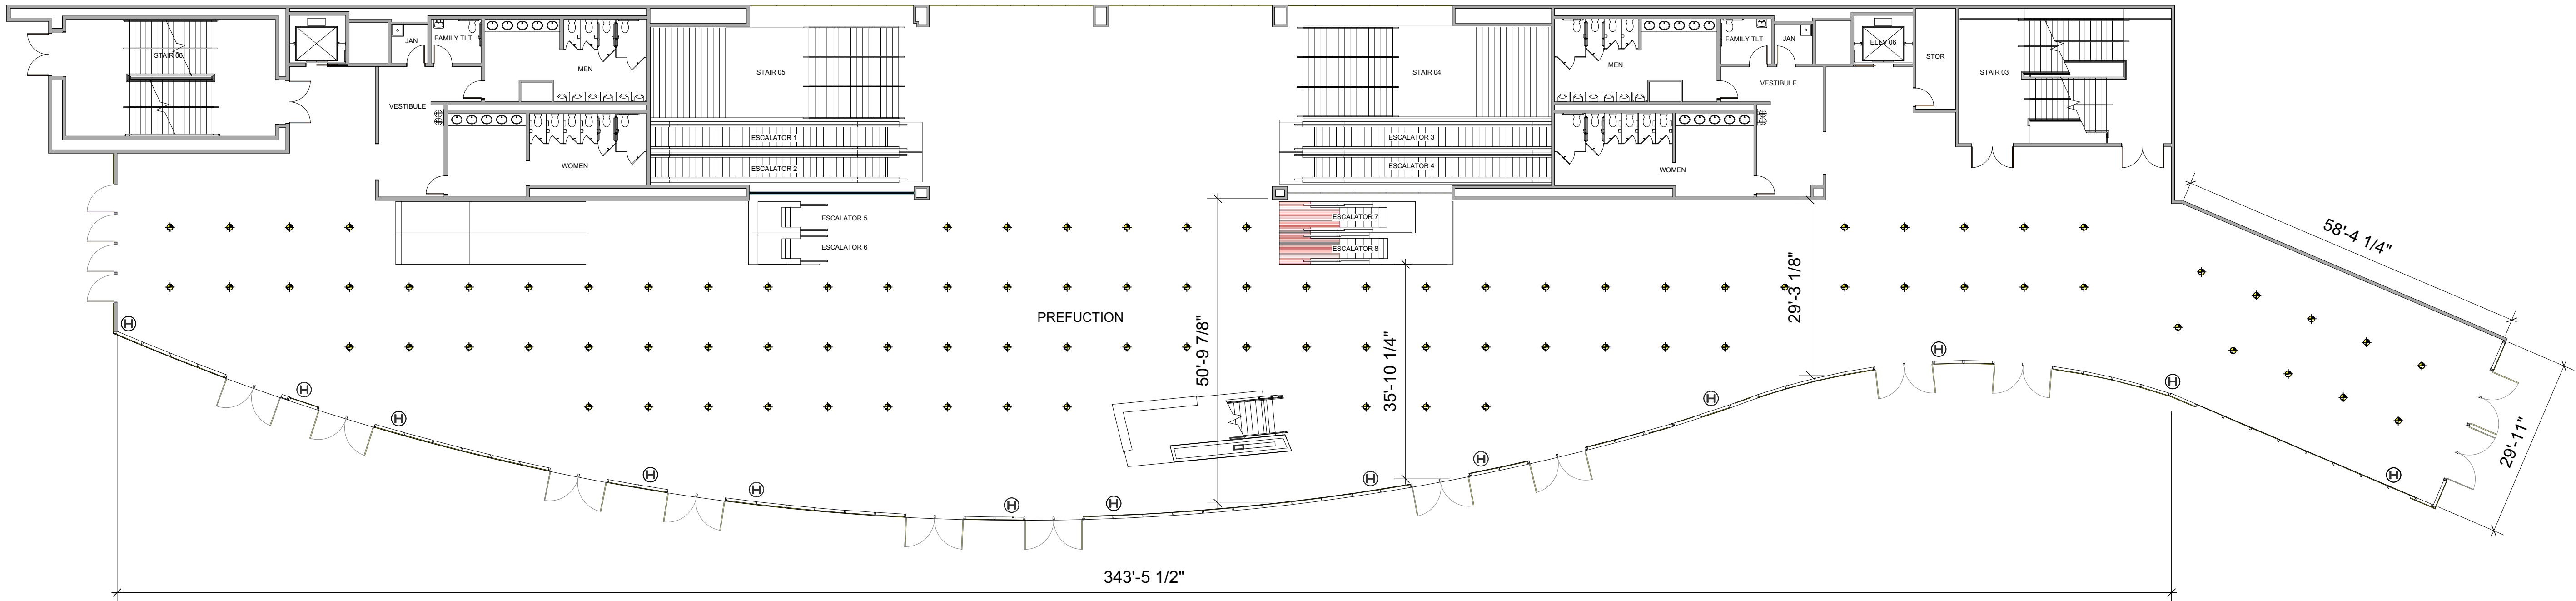 STAIR 06
JAN
FAMILY TLT
MEN
VESTIBULE
WOMEN
STAIR 05
ESCALATOR 1
ESCALATOR 2
ESCALATOR 5
ESCALATOR 6
STAIR 04
ESCALATOR 3
ESCALATOR 4
ESCALATOR 7
ESCALATOR 8
MEN
FAMILY TLT
JAN
VESTIBULE
WOMEN
ELEV 06
STOR
STAIR 03
58'-4 1/4"
29'-3 1/8"
PREFUCTION
50'-9 7/8"
35'-10 1/4"
29'-11"
H
H
H
H
H
H
H
H
H
H
H
H
H
343'-5 1/2"